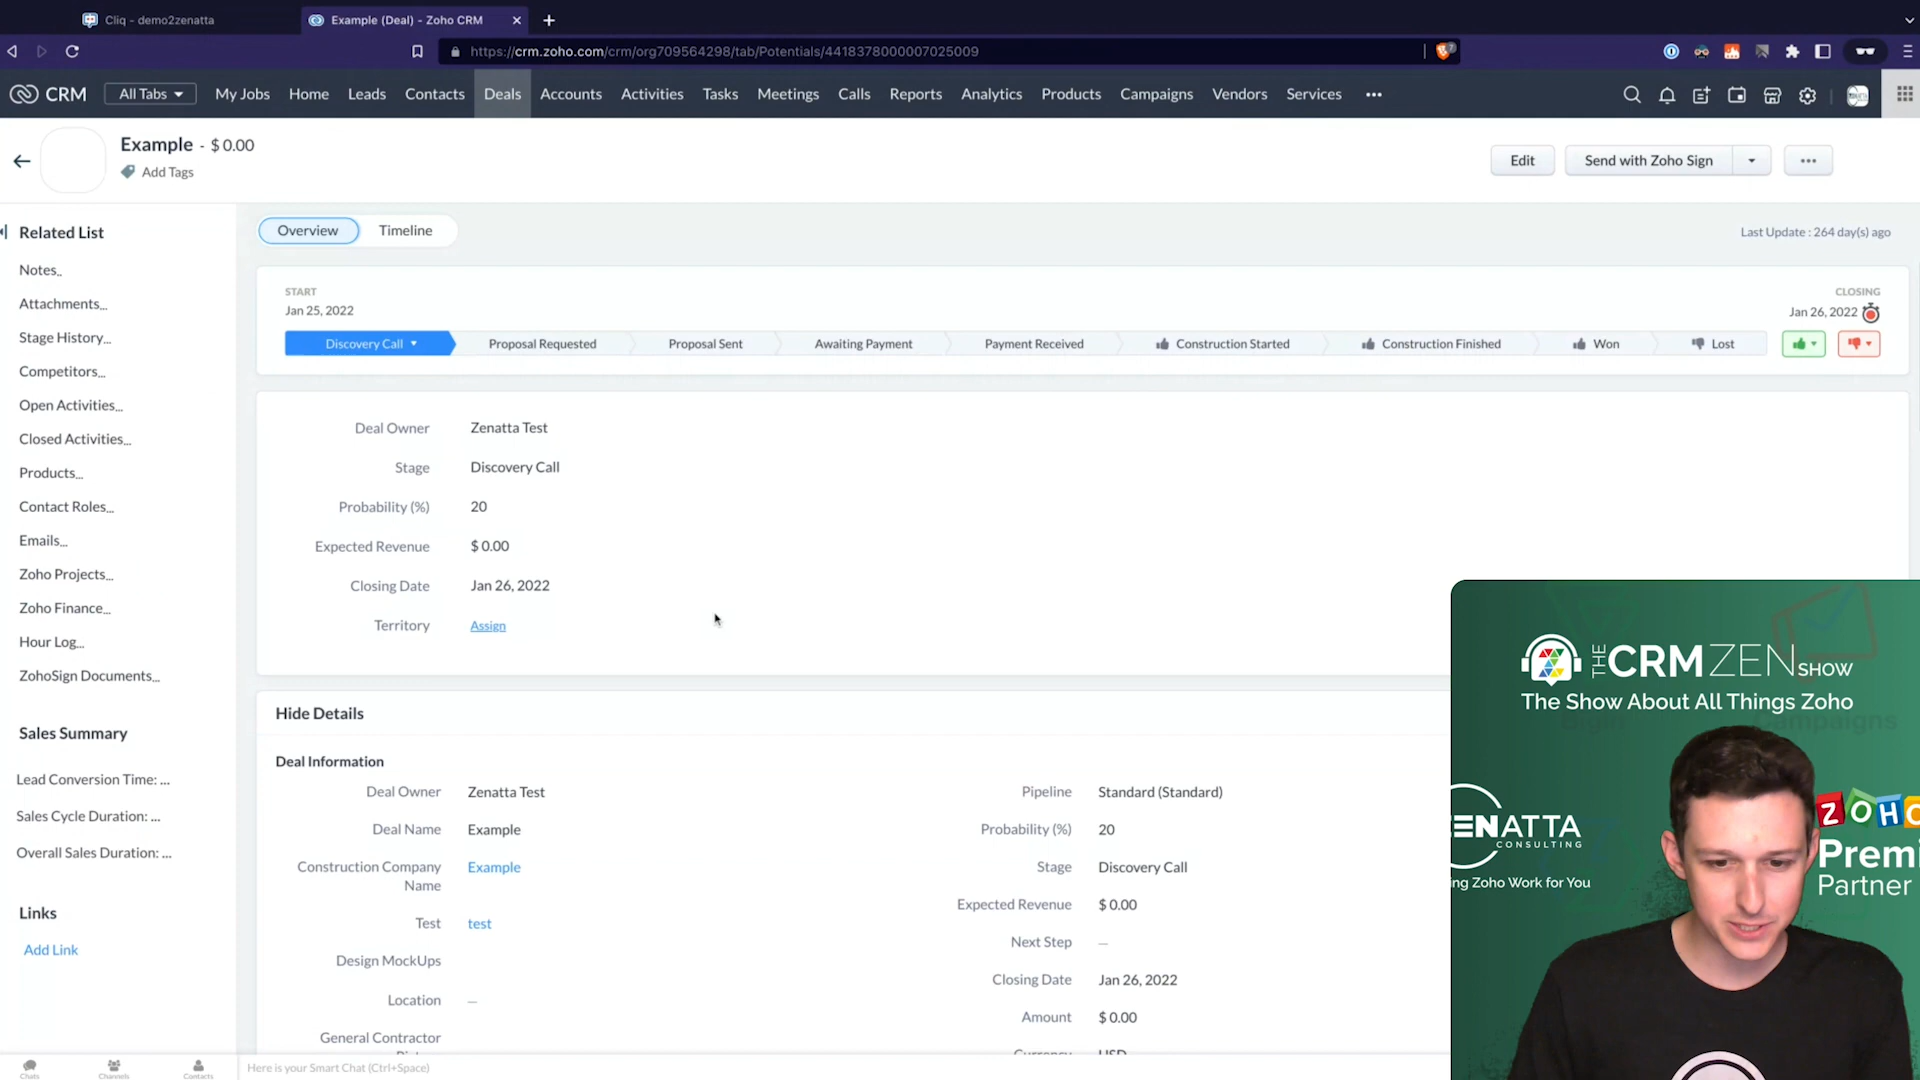 Cliq - demo2zenatta
Example (Deal) - Zoho CRM
https://crm.zoho.com/crm/org709564298/tab/Potentials/4418378000007025009
CRM
All Tabs
My Jobs
Home
Leads
Contacts
Deals
Accounts
Activities
Tasks
Meetings
Calls
Reports
Analytics
Products
Campaigns
Vendors
Services
Example - $ 0.00
Add Tags
Edit
Send with Zoho Sign
Related List
Notes..
Attachments...
Stage History...
Competitors...
Open Activities...
Closed Activities...
Products...
Contact Roles...
Emails...
Zoho Projects...
Zoho Finance...
Hour Log...
ZohoSign Documents...
Sales Summary
Lead Conversion Time: ...
Sales Cycle Duration: ...
Overall Sales Duration: ...
Links
Add Link
Overview
Timeline
Last Update : 264 day(s) ago
START
Jan 25, 2022
CLOSING
Jan 26, 2022
Discovery Call
Proposal Requested
Proposal Sent
Awaiting Payment
Payment Received
Construction Started
Construction Finished
Won
Lost
Deal Owner Zenatta Test
Stage Discovery Call
Probability (%) 20
Expected Revenue $ 0.00
Closing Date Jan 26, 2022
Territory Assign
Hide Details
Deal Information
Deal Owner Zenatta Test
Deal Name Example
Construction Company Name Example
Test test
Design MockUps
Location —
General Contractor
Pipeline Standard (Standard)
Probability (%) 20
Stage Discovery Call
Expected Revenue $ 0.00
Next Step —
Closing Date Jan 26, 2022
Amount $ 0.00
Currency USD
THE CRM ZEN SHOW
The Show About All Things Zoho
Campaigns
ZENATTA
CONSULTING
ing Zoho Work for You
ZOHO
Premi
Partner
Chats
Channels
Contacts
Here is your Smart Chat (Ctrl+Space)